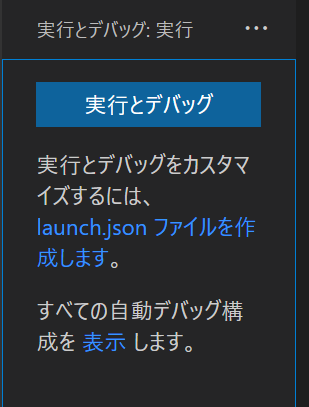 実行とデバッグ: 実行 ···
実行とデバッグ
実行とデバッグをカスタマ
イズするには、
launch.json ファイルを作
成します。
すべての自動デバッグ構
成を 表示 します。